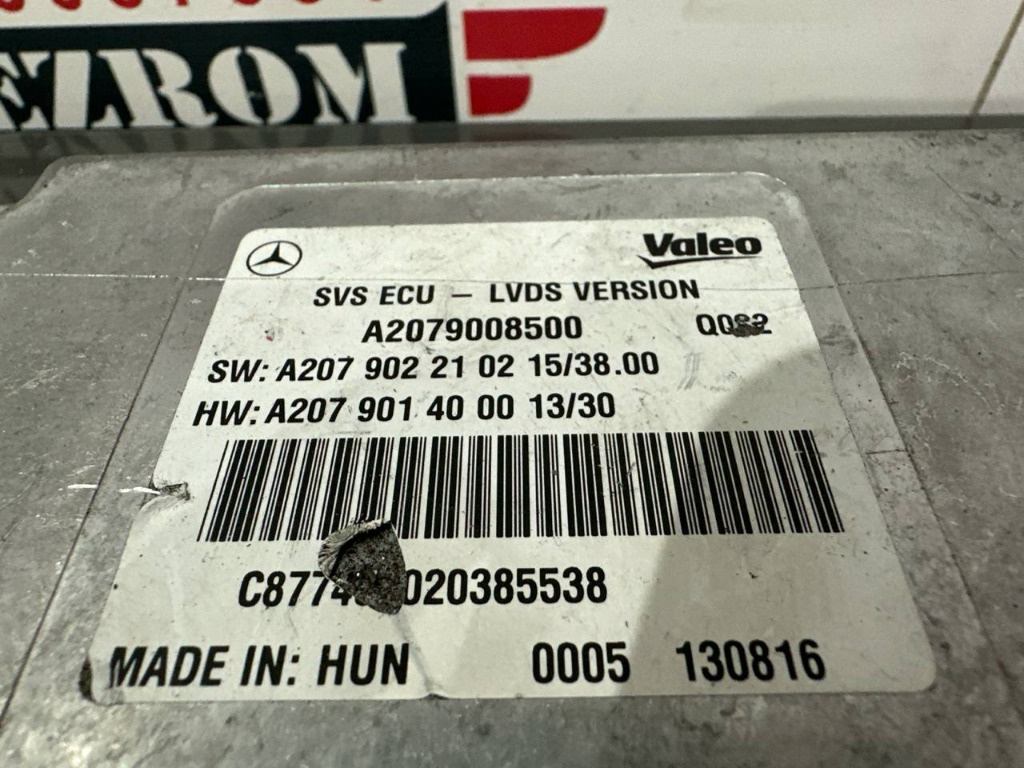 EZROM
Valeo
SVS ECU – LVDS VERSION
A2079008500
SW: A207 902 21 02 15/38.00
HW: A207 901 40 00 13/30
MADE IN: HUN 0005 130816